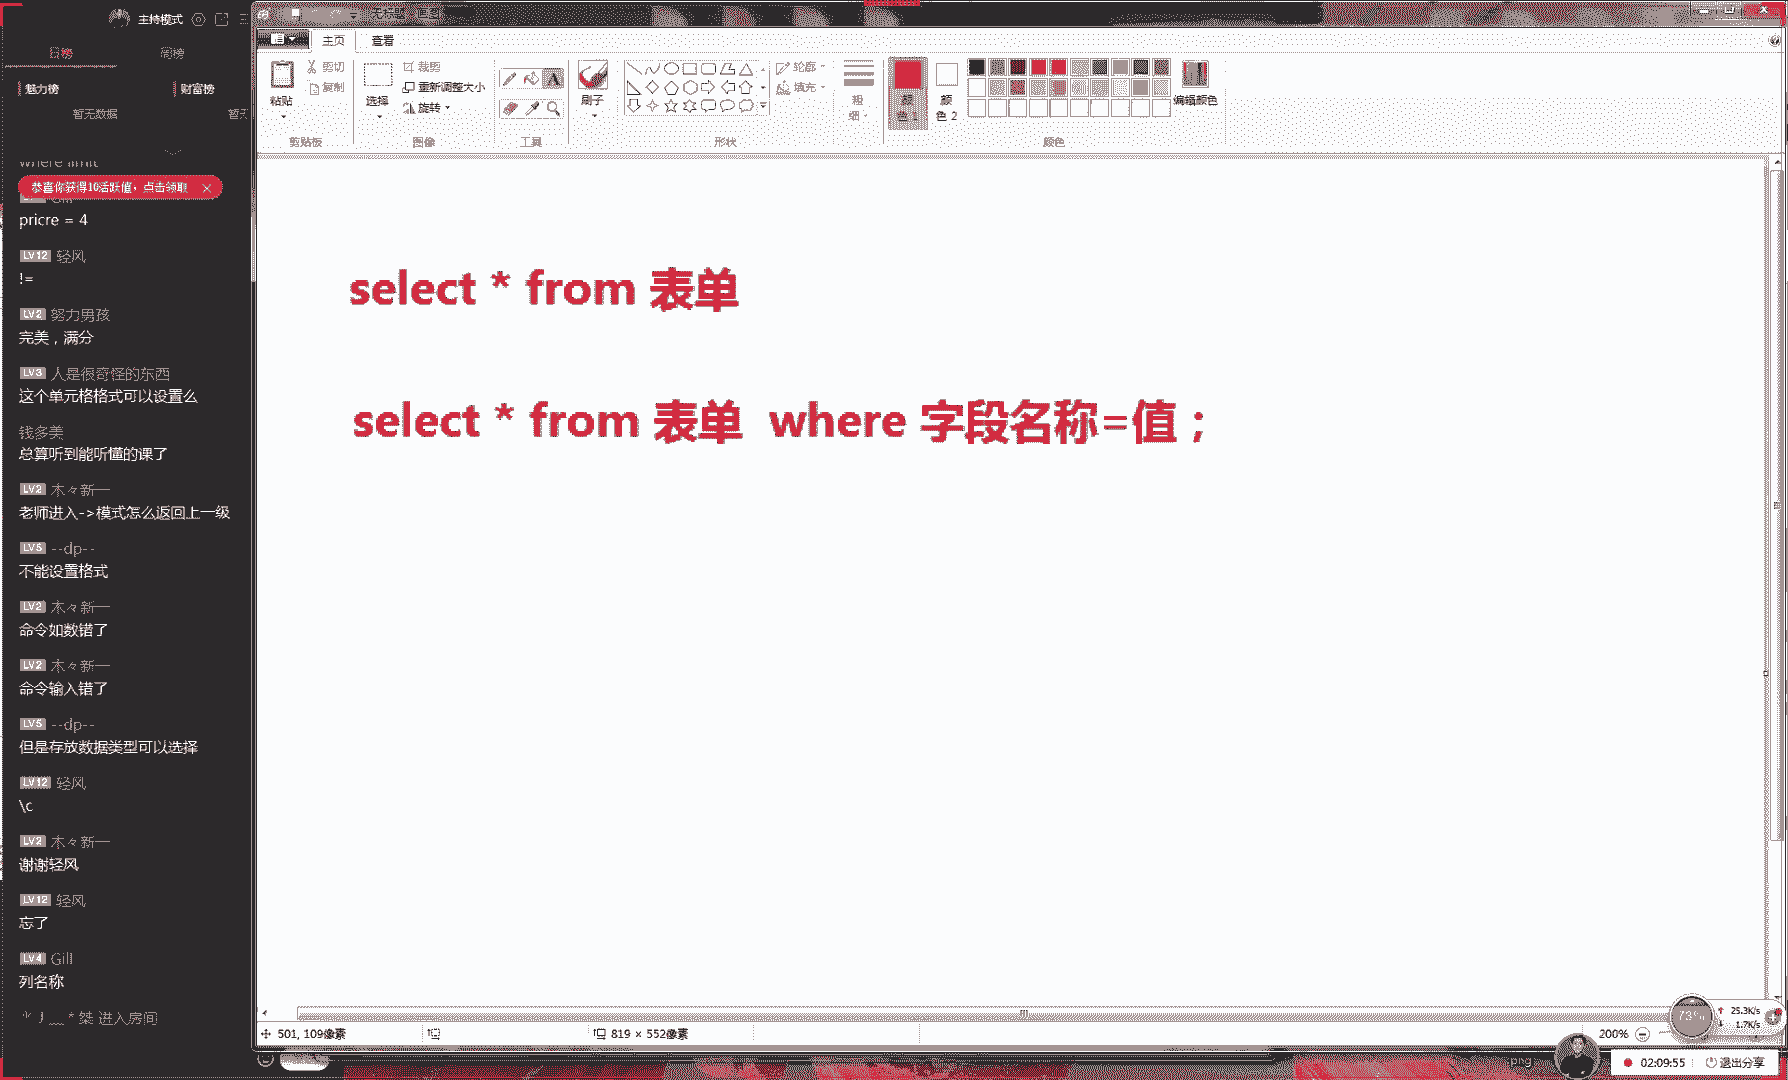 主持模式
日榜 周榜
魅力榜 财富榜
暂无数据
where limit
恭喜你获得10活跃值，点击领取
pricre = 4
LV12 轻风
!=
LV2 努力男孩
完美，满分
LV3 人是很奇怪的东西
这个单元格格式可以设置么
钱多美
总算听到能听懂的课了
LV2 木々新一
老师进入->模式怎么返回上一级
LV5 --dp--
不能设置格式
LV2 木々新一
命令如数错了
LV2 木々新一
命令输入错了
LV5 --dp--
但是存放数据类型可以选择
LV12 轻风
\c
LV2 木々新一
谢谢轻风
LV12 轻风
忘了
LV4 Gill
列名称
进入房间
主页 查看
粘贴
剪切
复制
剪贴板
选择
裁剪
重新调整大小
旋转
图像
工具
刷子
轮廓
填充
形状
粗细
颜色 1
颜色 2
编辑颜色
颜色
select * from 表单
select * from 表单 where 字段名称=值；
501, 109像素
819 × 552像素
200%
73%
25.3K/s
1.7K/s
png
02:09:55
退出分享